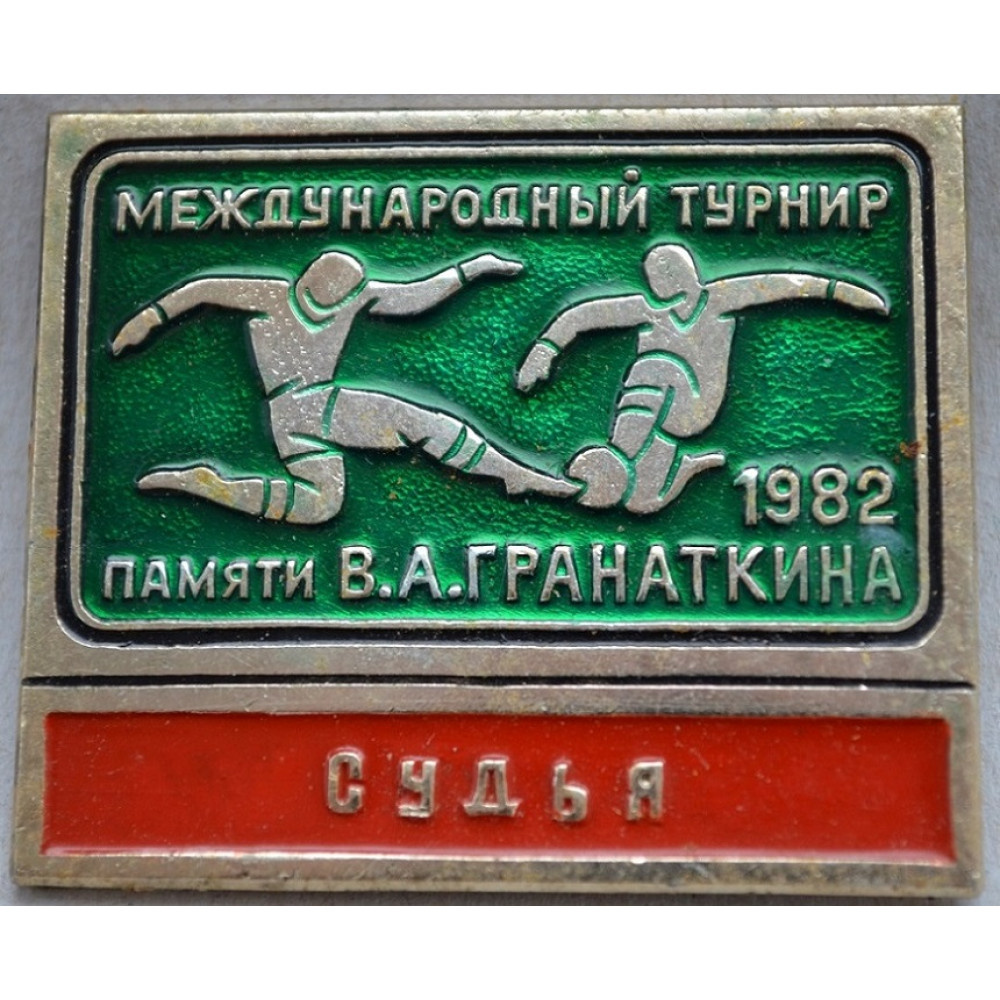 МЕЖДУНАРОДНЫЙ ТУРНИР
1982
ПАМЯТИ В.А.ГРАНАТКИНА
СУДЬЯ